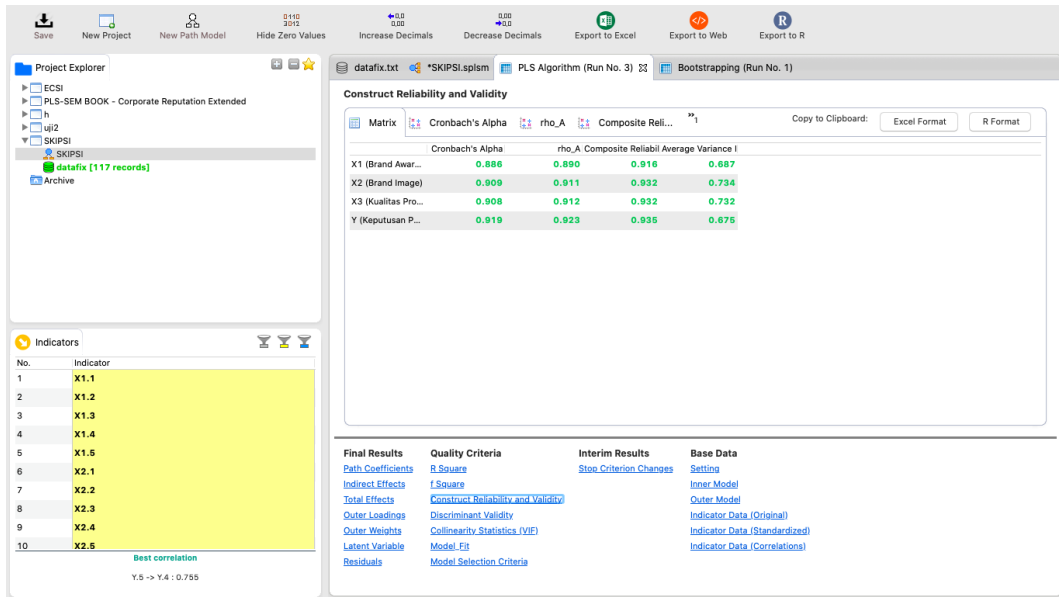 Save New Project New Path Model Hide Zero Values Increase Decimals Decrease Decimals Export to Excel Export to Web Export to R
Project Explorer
ECSI
PLS-SEM BOOK - Corporate Reputation Extended
h
uji2
SKIPSI
SKIPSI
datafix [117 records]
Archive
Indicators
No. Indicator
1 X1.1
2 X1.2
3 X1.3
4 X1.4
5 X1.5
6 X2.1
7 X2.2
8 X2.3
9 X2.4
10 X2.5
Best correlation
Y.5 -> Y.4 : 0.755
datafix.txt *SKIPSI.splsm PLS Algorithm (Run No. 3) Bootstrapping (Run No. 1)
Construct Reliability and Validity
Matrix Cronbach's Alpha rho_A Composite Reli... »1 Copy to Clipboard: Excel Format R Format
Cronbach's Alpha rho_A Composite Reliabil Average Variance I
X1 (Brand Awar... 0.886 0.890 0.916 0.687
X2 (Brand Image) 0.909 0.911 0.932 0.734
X3 (Kualitas Pro... 0.908 0.912 0.932 0.732
Y (Keputusan P... 0.919 0.923 0.935 0.675
Final Results Quality Criteria Interim Results Base Data
Path Coefficients R Square Stop Criterion Changes Setting
Indirect Effects f Square Inner Model
Total Effects Construct Reliability and Validity Outer Model
Outer Loadings Discriminant Validity Indicator Data (Original)
Outer Weights Collinearity Statistics (VIF) Indicator Data (Standardized)
Latent Variable Model_Fit Indicator Data (Correlations)
Residuals Model Selection Criteria